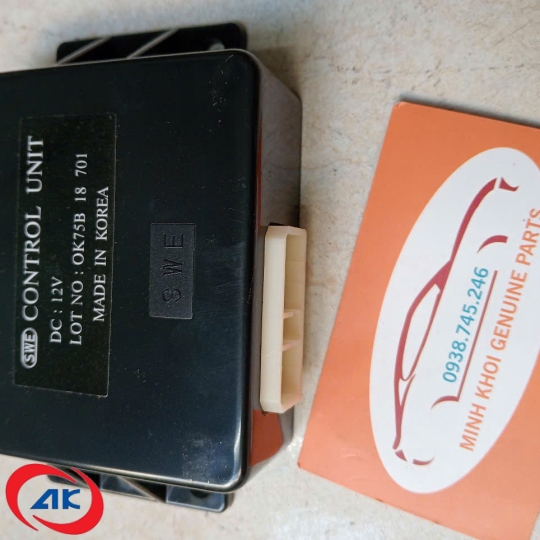 SWE CONTROL UNIT
DC : 12V
LOT NO : OK75B 18 701
MADE IN KOREA
SWE
0938.745.246
MINH KHOI GENUINE PARTS
AK